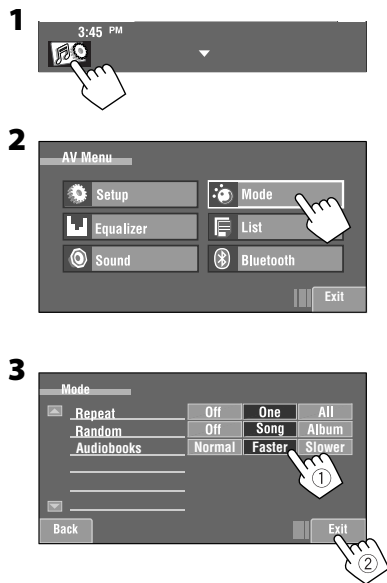 1
3:45 PM
2
AV Menu
Setup Mode
Equalizer List
Sound Bluetooth
Exit
3
Mode
Repeat Off One All
Random Off Song Album
Audiobooks Normal Faster Slower
①
Back Exit
②